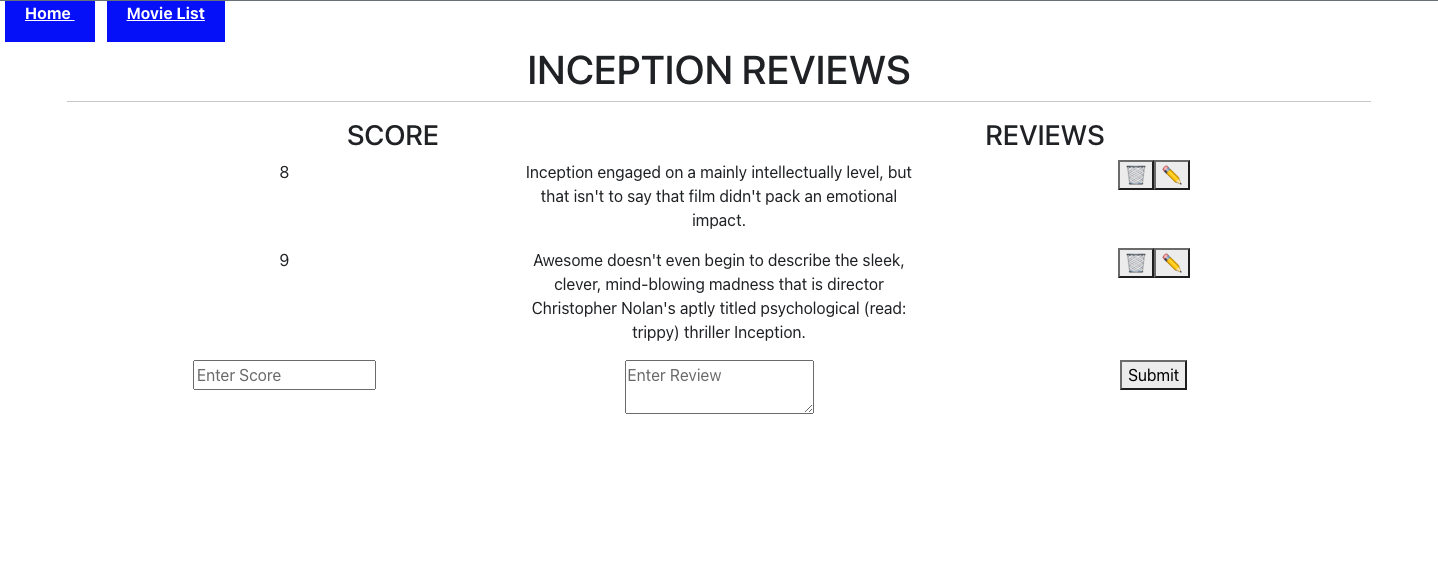 Home
Movie List
INCEPTION REVIEWS
SCORE
REVIEWS
8
Inception engaged on a mainly intellectually level, but
that isn't to say that film didn't pack an emotional
impact.
9
Awesome doesn't even begin to describe the sleek,
clever, mind-blowing madness that is director
Christopher Nolan's aptly titled psychological (read:
trippy) thriller Inception.
Enter Score
Enter Review
Submit